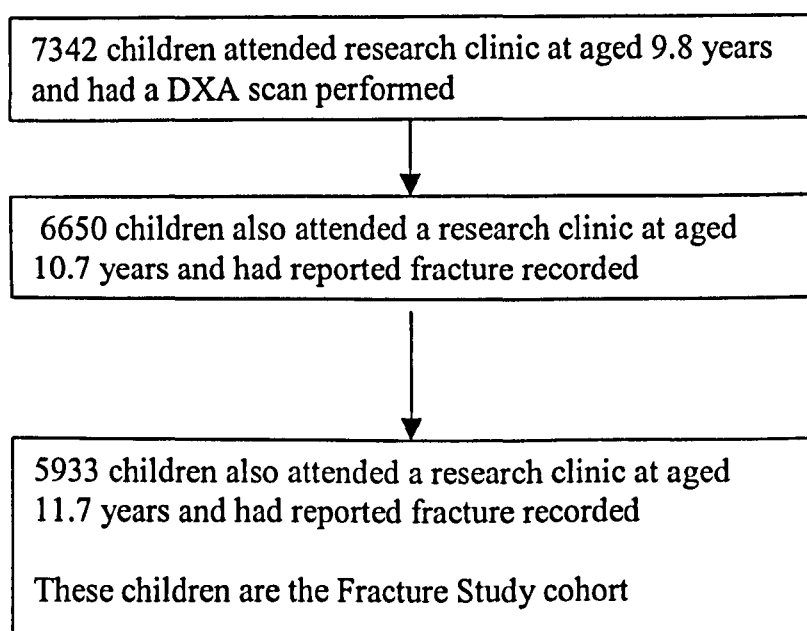 7342 children attended research clinic at aged 9.8 years
and had a DXA scan performed
6650 children also attended a research clinic at aged
10.7 years and had reported fracture recorded
5933 children also attended a research clinic at aged
11.7 years and had reported fracture recorded
These children are the Fracture Study cohort